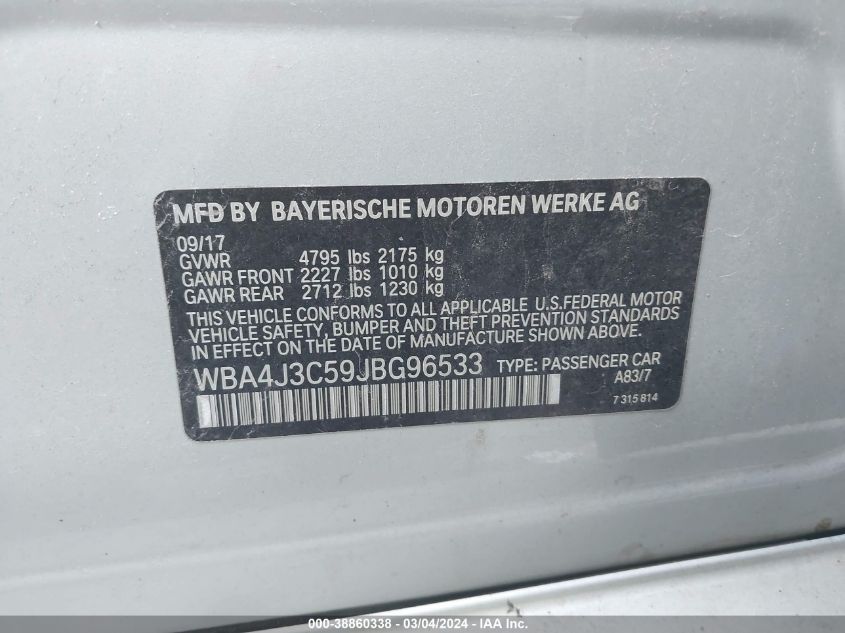 MFD BY BAYERISCHE MOTOREN WERKE AG
09/17
GVWR 4795 lbs 2175 kg
GAWR FRONT 2227 lbs 1010 kg
GAWR REAR 2712 lbs 1230 kg
THIS VEHICLE CONFORMS TO ALL APPLICABLE U.S.FEDERAL MOTOR
VEHICLE SAFETY, BUMPER AND THEFT PREVENTION STANDARDS
IN EFFECT ON THE DATE OF MANUFACTURE SHOWN ABOVE.
WBA4J3C59JBG96533 TYPE: PASSENGER CAR
A83/7
7 315 814
000-38860338 - 03/04/2024 - IAAI.com